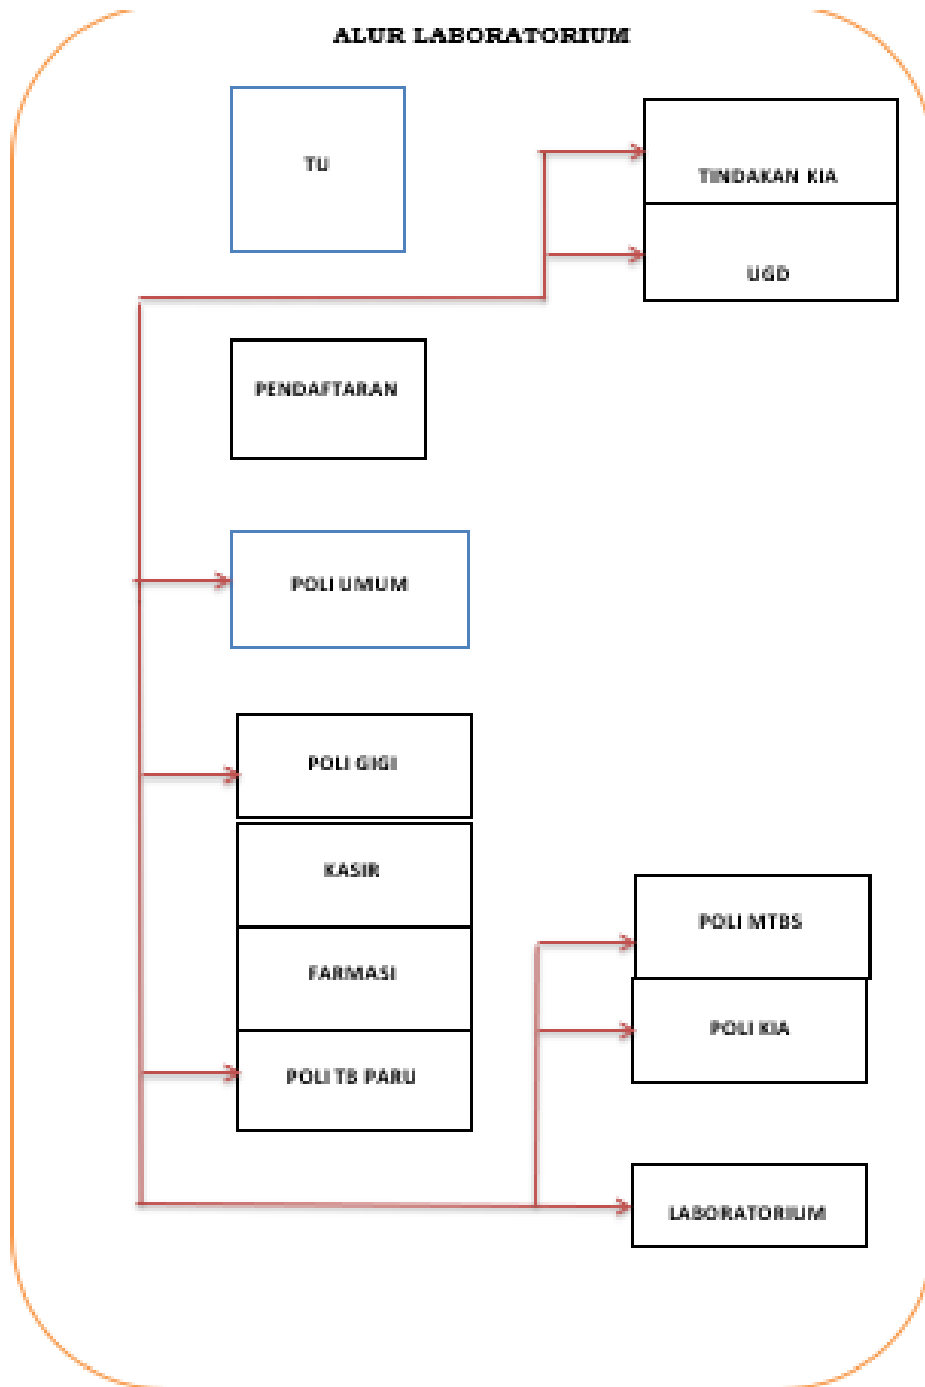 ALUR LABORATORIUM
TU
TINDAKAN KIA
UGD
PENDAFTARAN
POLI UMUM
POLI GIGI
KASIR
FARMASI
POLI TB PARU
POLI MTBS
POLI KIA
LABORATORIUM